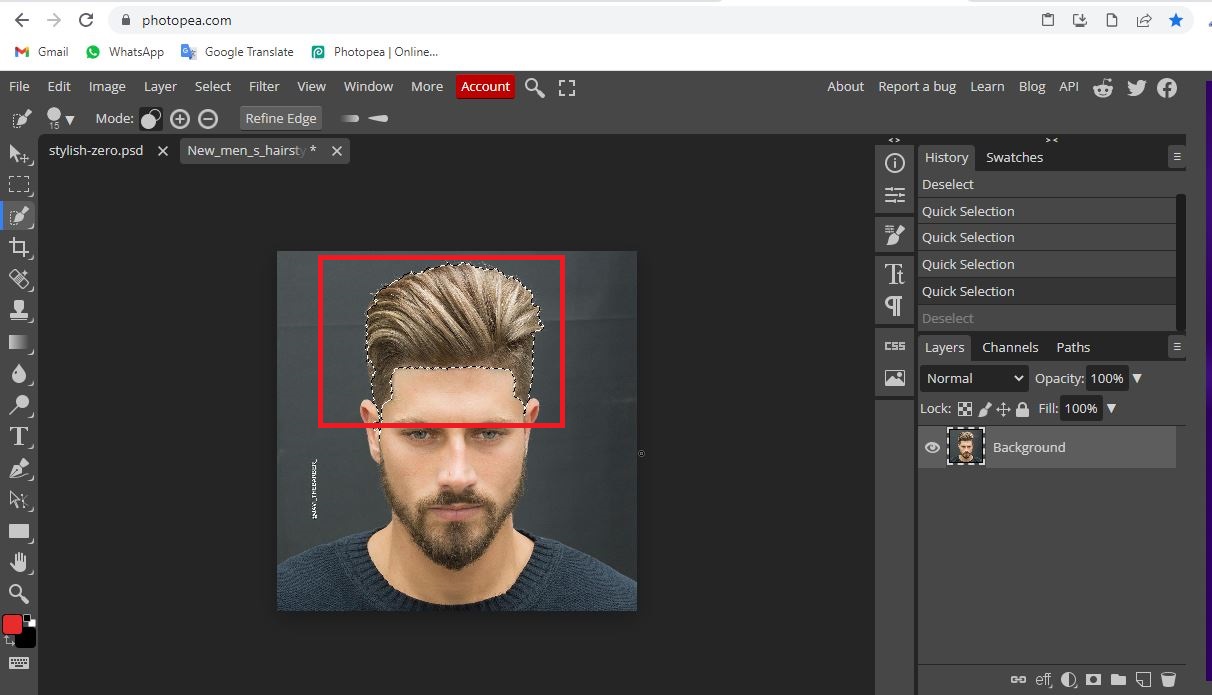 photopea.com
Gmail WhatsApp Google Translate Photopea | Online...
File Edit Image Layer Select Filter View Window More Account About Report a bug Learn Blog API
15 Mode: Refine Edge
stylish-zero.psd New_men_s_hairsty *
History Swatches
Deselect
Quick Selection
Quick Selection
Quick Selection
Quick Selection
Deselect
CSS
Layers Channels Paths
Normal Opacity: 100%
Lock: Fill: 100%
Background
eff